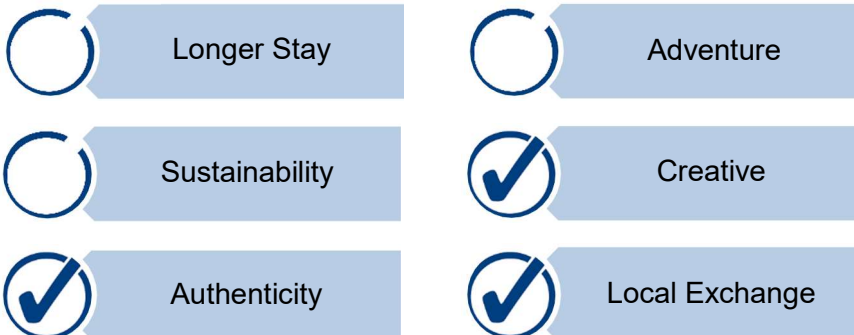 Longer Stay
Adventure
Sustainability
Creative
Authenticity
Local Exchange